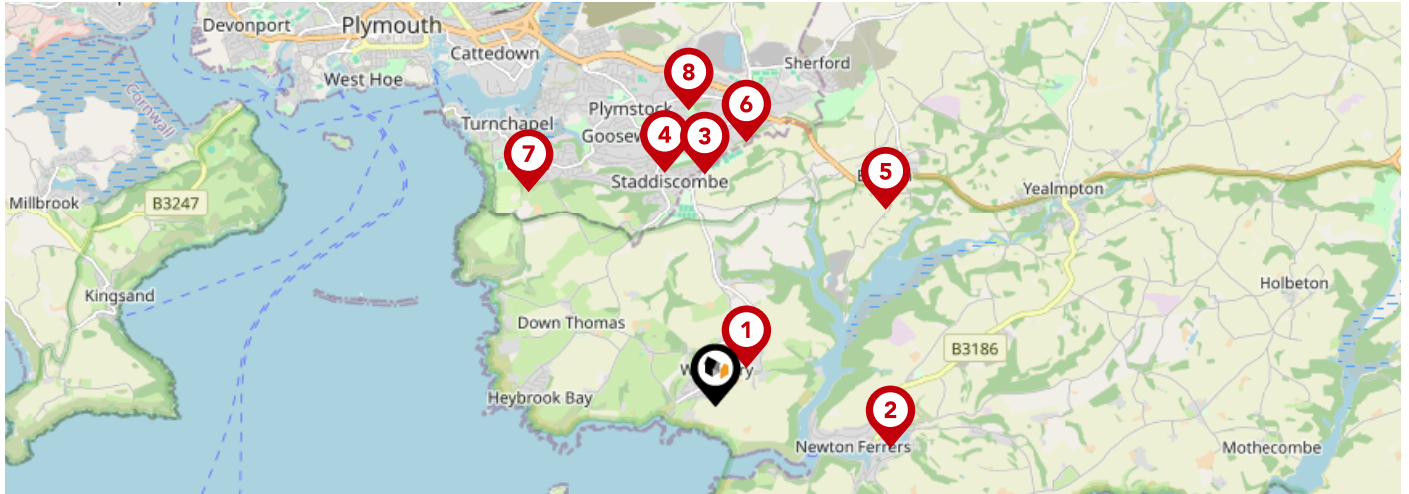 Devonport
Plymouth
Cattedown
West Hoe
Sherford
8
Cornwall
Plymstock
6
Turnchapel
4
3
7
5
Staddiscombe
Yealmpton
Millbrook
B3247
Holbeton
Kingsand
Down Thomas
1
B3186
Heybrook Bay
2
Newton Ferrers
Mothecombe